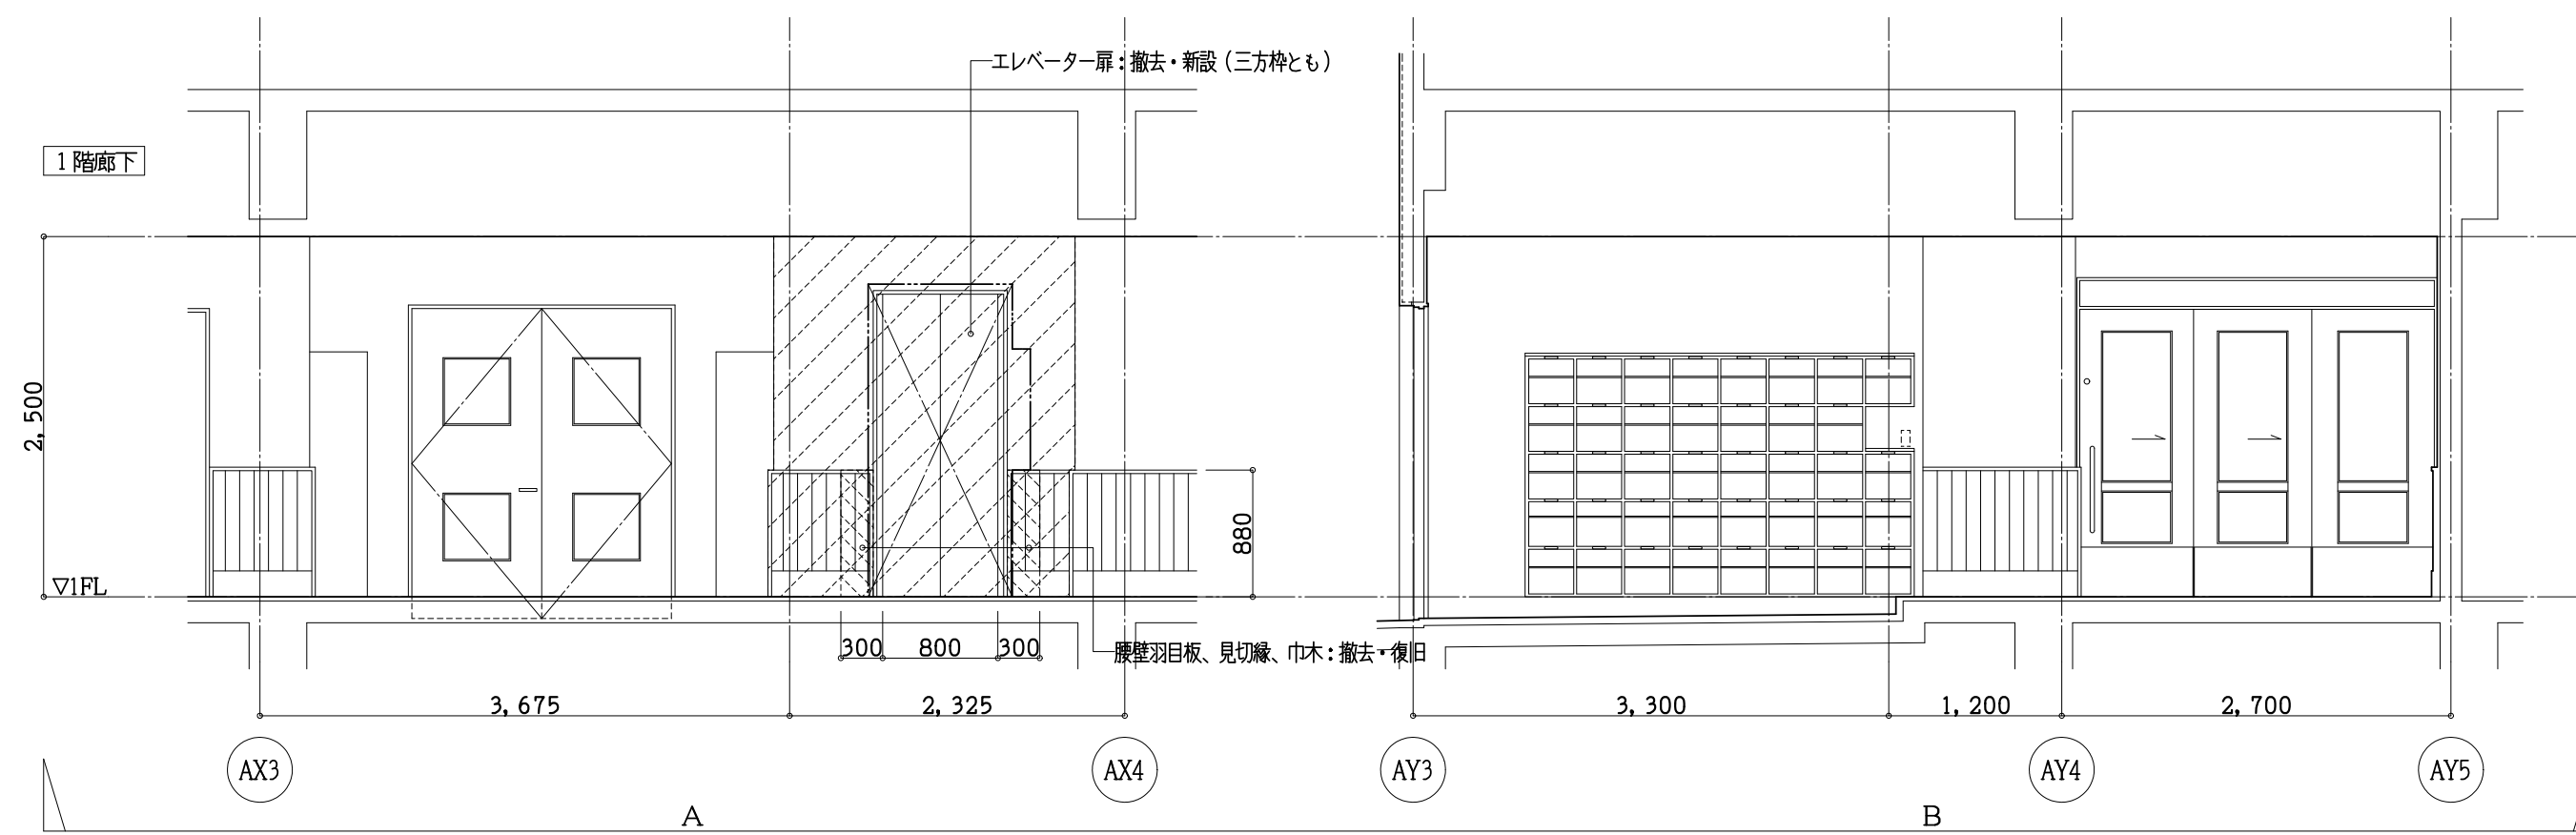 エレベーター扉：撤去・新設（三方枠とも）
1階廊下
2,500
▽1FL
880
300 800 300
腰壁羽目板、見切縁、巾木：撤去・復旧
3,675 2,325 3,300 1,200 2,700
AX3 AX4 AY3 AY4 AY5
A B